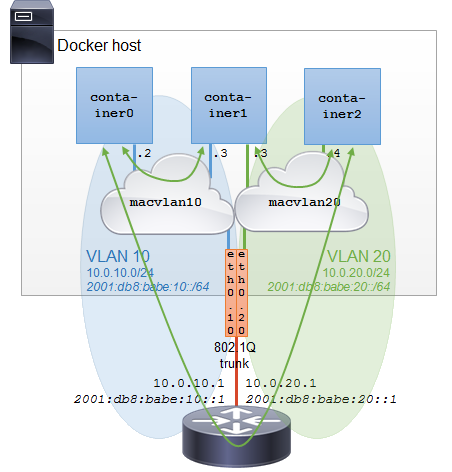 Docker host
conta-
iner0
conta-
iner1
conta-
iner2
.2
.3
.3
.4
macvlan10
macvlan20
VLAN 10
10.0.10.0/24
2001:db8:babe:10::/64
VLAN 20
10.0.20.0/24
2001:db8:babe:20::/64
eth0.10
eth0.20
802.1Q
trunk
10.0.10.1
2001:db8:babe:10::1
10.0.20.1
2001:db8:babe:20::1